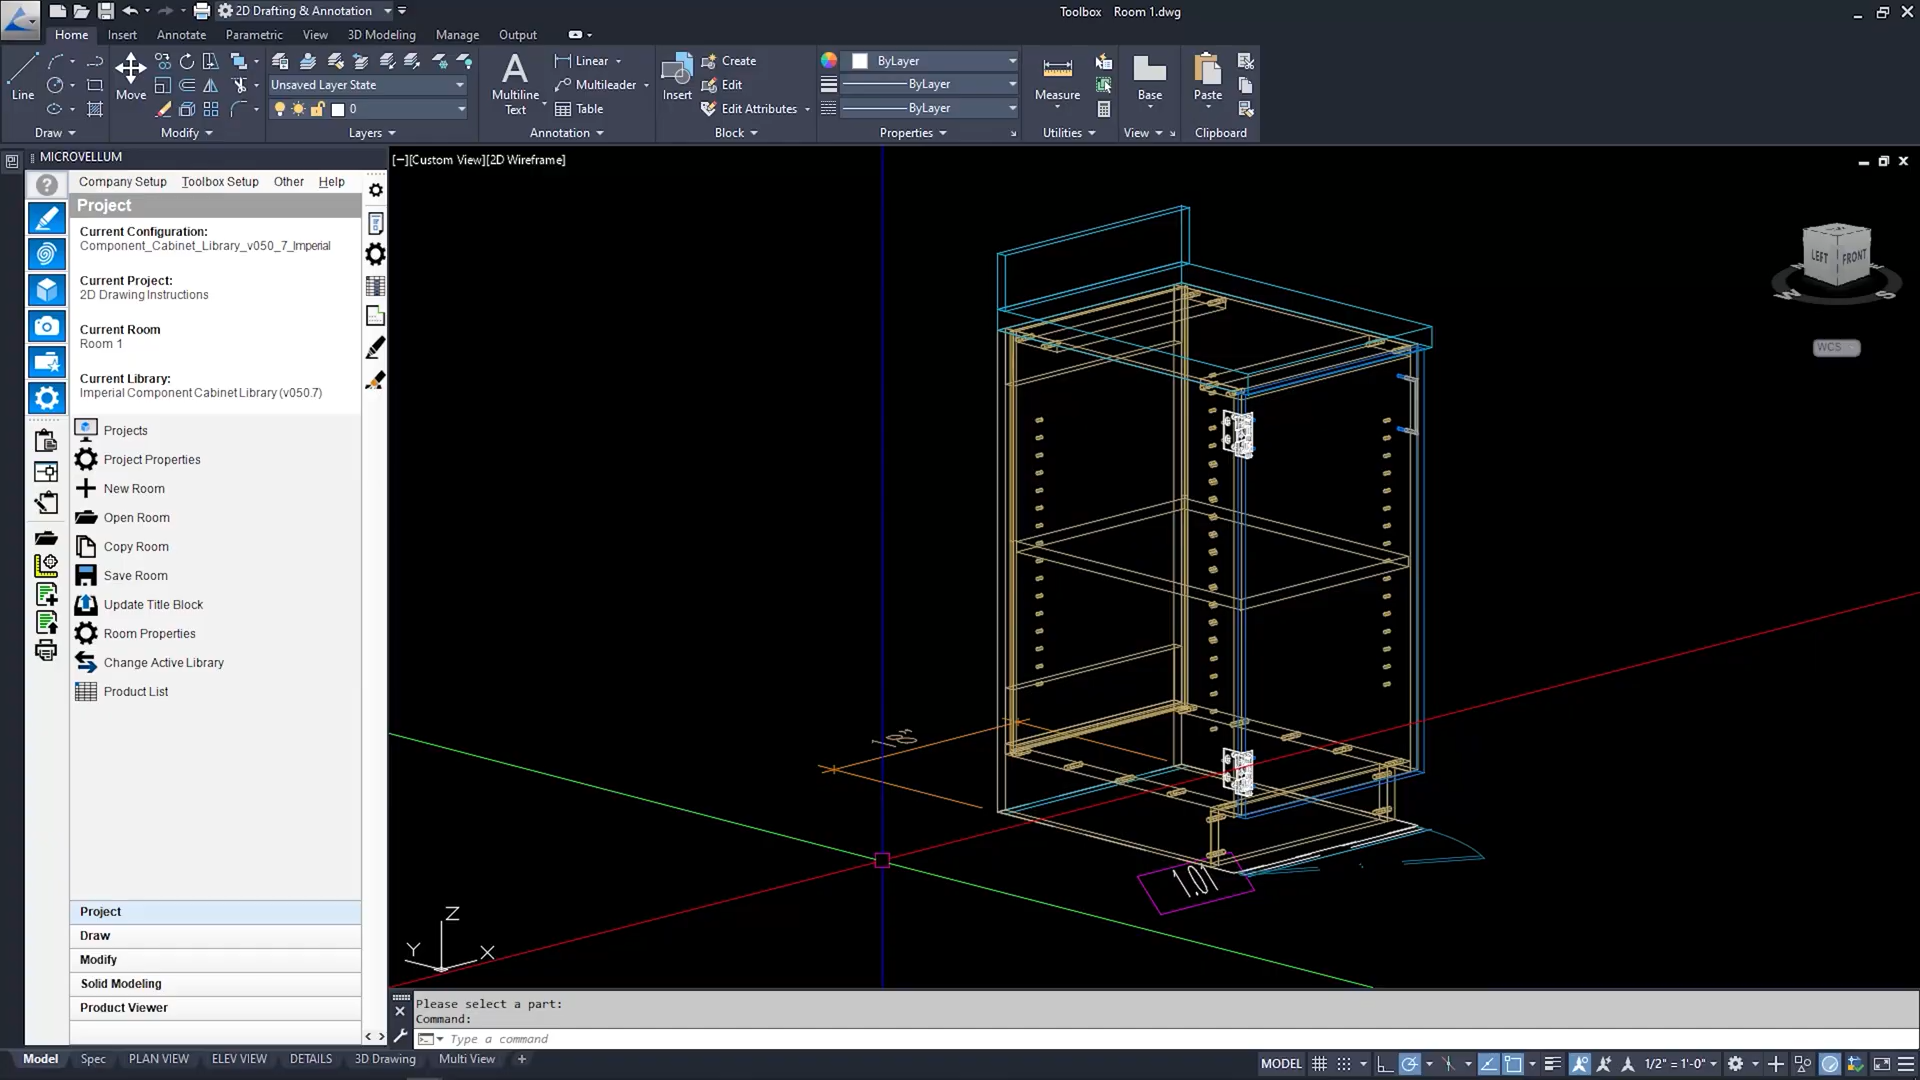 2D Drafting & Annotation
Toolbox Room 1.dwg
Home Insert Annotate Parametric View 3D Modeling Manage Output
Line
Move
Unsaved Layer State
0
Multiline
Text
Linear
Multileader
Table
Insert
Create
Edit
Edit Attributes
ByLayer
ByLayer
ByLayer
Measure
Base
Paste
Draw
Modify
Layers
Annotation
Block
Properties
Utilities
View
Clipboard
MICROVELLUM
[−][Custom View][2D Wireframe]
Company Setup Toolbox Setup Other Help
Project
Current Configuration:
Component_Cabinet_Library_v050_7_Imperial
Current Project:
2D Drawing Instructions
Current Room
Room 1
Current Library:
Imperial Component Cabinet Library (v050.7)
Projects
Project Properties
New Room
Open Room
Copy Room
Save Room
Update Title Block
Room Properties
Change Active Library
Product List
Project
Draw
Modify
Solid Modeling
Product Viewer
LEFT FRONT
W S
WCS
18"
1.01
Z
Y
X
Please select a part:
Command:
Type a command
Model Spec PLAN VIEW ELEV VIEW DETAILS 3D Drawing Multi View +
MODEL
1/2" = 1'-0"